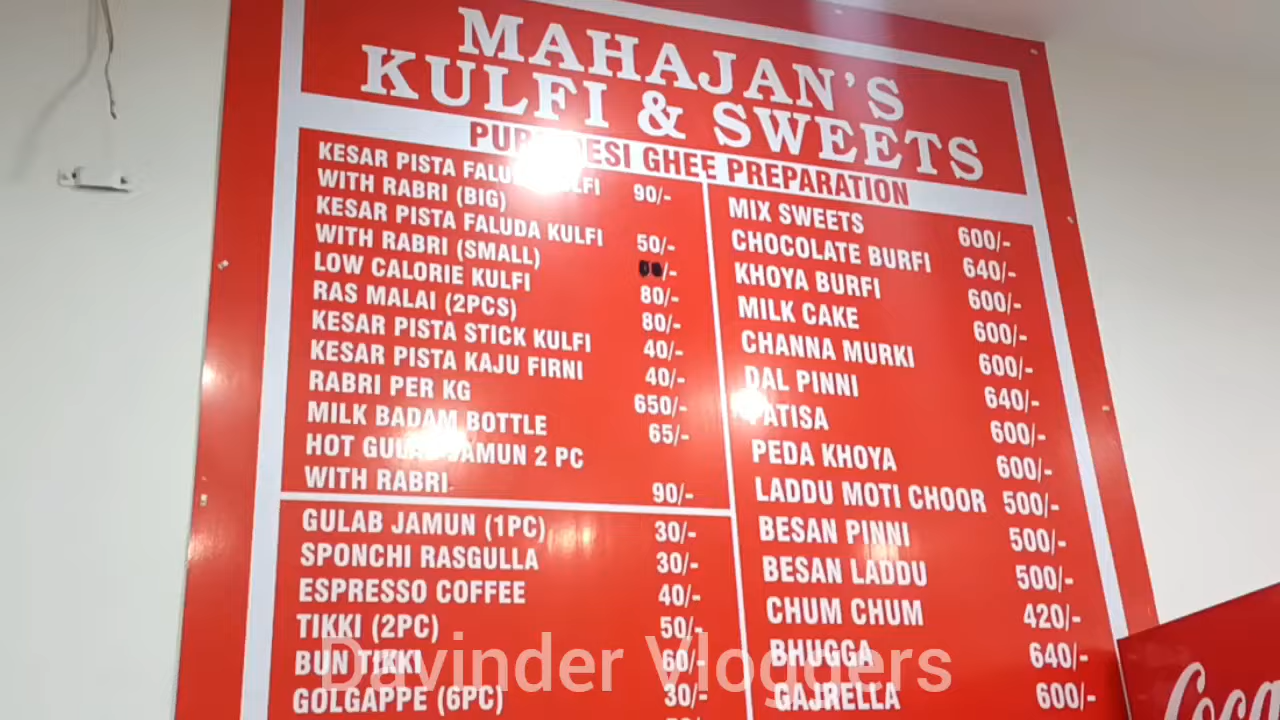 MAHAJAN'S
KULFI & SWEETS
DESI GHEE PREPARATION
KESAR PISTA KULFI
WITH RABRI (BIG) 90/-
KESAR PISTA FALUDA KULFI
WITH RABRI (SMALL) 50/-
LOW CALORIE KULFI /-
RAS MALAI (2PCS) 80/-
KESAR PISTA STICK KULFI 80/-
KESAR PISTA KAJU FIRNI 40/-
RABRI PER KG 40/-
MILK BADAM BOTTLE 650/-
HOT GULAB JAMUN 2 PC 65/-
WITH RABRI 90/-
GULAB JAMUN (1PC) 30/-
SPONCHI RASGULLA 30/-
ESPRESSO COFFEE 40/-
TIKKI (2PC) 50/-
BUN TIKKI 60/-
GOLGAPPE (6PC) 30/-
MIX SWEETS 600/-
CHOCOLATE BURFI 640/-
KHOYA BURFI 600/-
MILK CAKE 600/-
CHANNA MURKI 600/-
DAL PINNI 640/-
PATISA 600/-
PEDA KHOYA 600/-
LADDU MOTI CHOOR 500/-
BESAN PINNI 500/-
BESAN LADDU 500/-
CHUM CHUM 420/-
BHUGGA 640/-
GAJRELLA 600/-
Coca
Davinder Vloggers